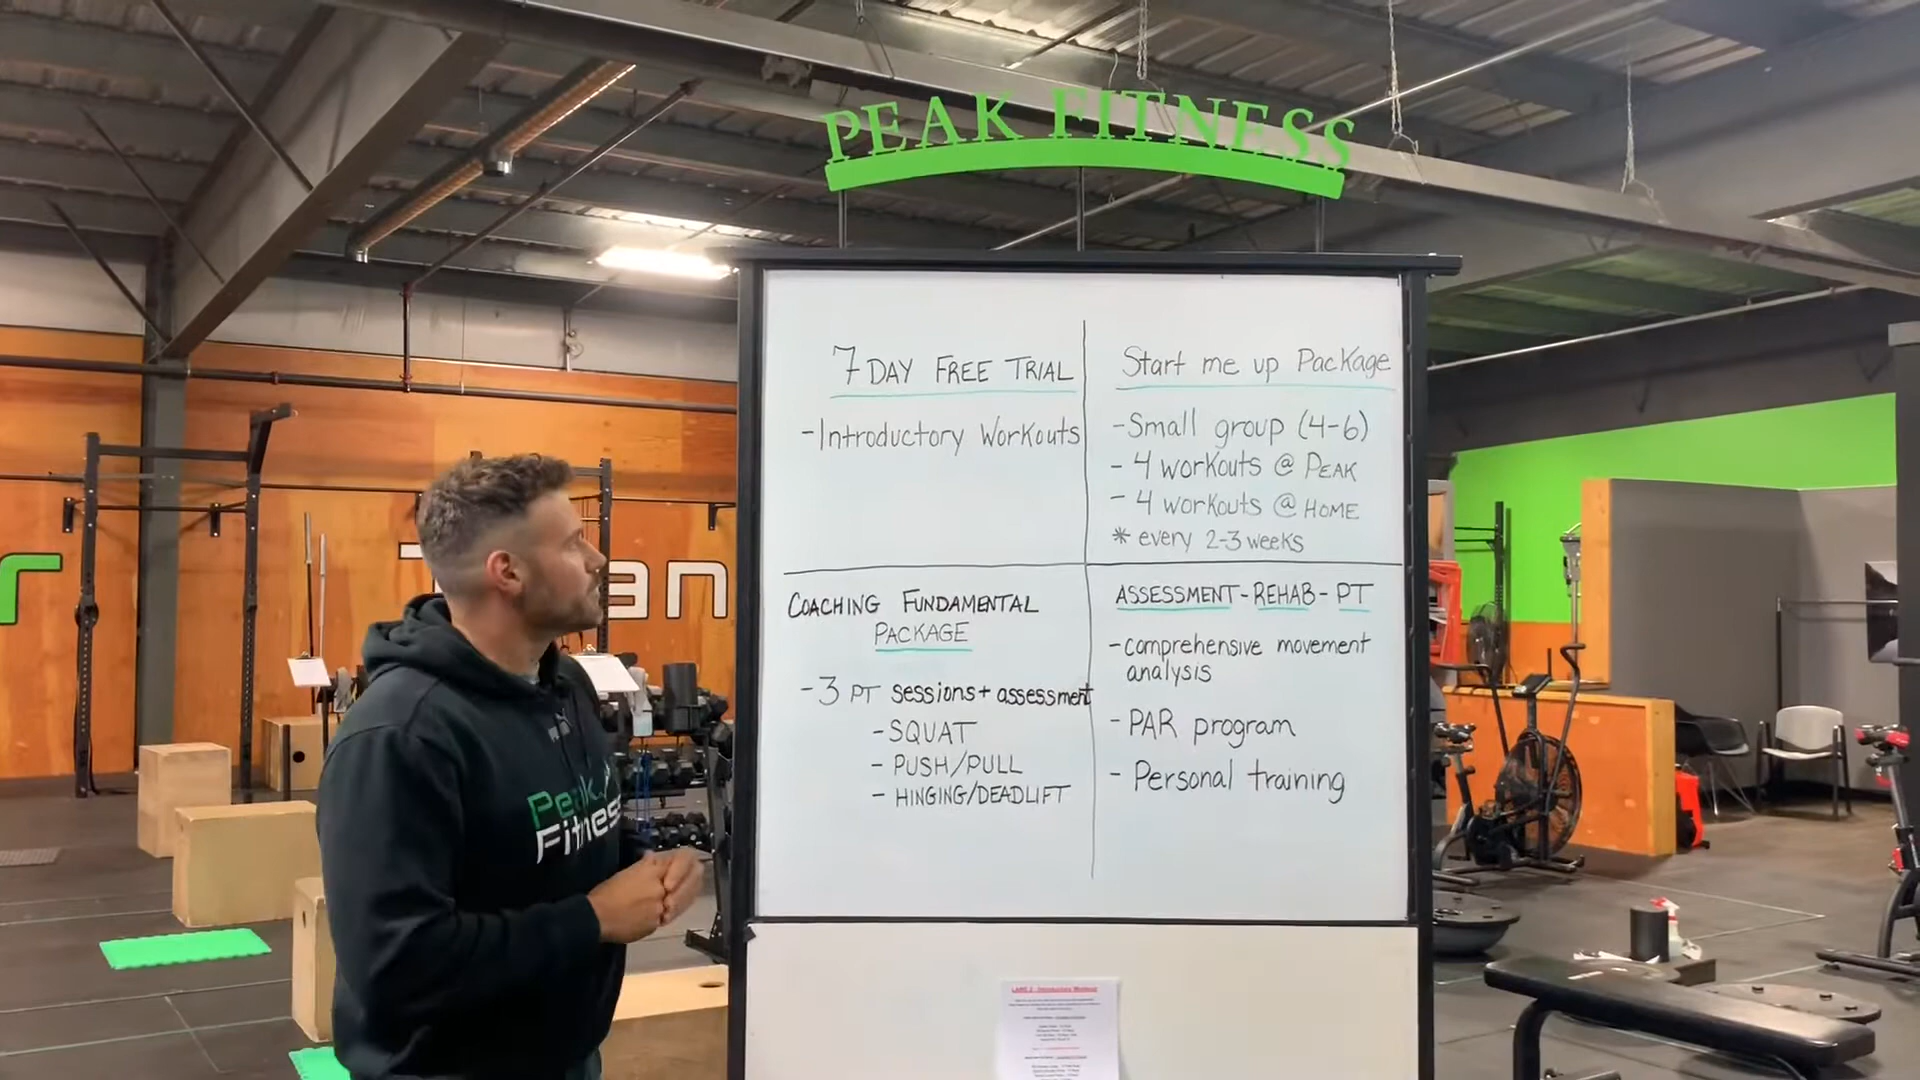 PEAK FITNESS
7 DAY FREE TRIAL
- Introductory Workouts
Start me up Package
- Small group (4-6)
- 4 workouts @ PEAK
- 4 workouts @ HOME
* every 2-3 weeks
COACHING FUNDAMENTAL
PACKAGE
- 3 PT sessions + assessment
- SQUAT
- PUSH/PULL
- HINGING/DEADLIFT
ASSESSMENT - REHAB - PT
- comprehensive movement
analysis
- PAR program
- Personal training
Peak
Fitness
r
an